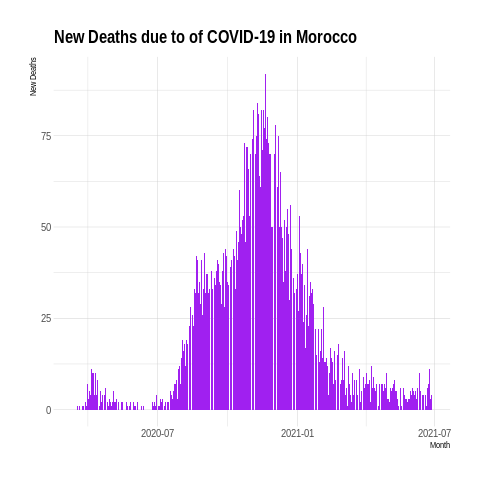 New Deaths due to of COVID-19 in Morocco
New Deaths
75
50
25
0
2020-07
2021-01
2021-07
Month